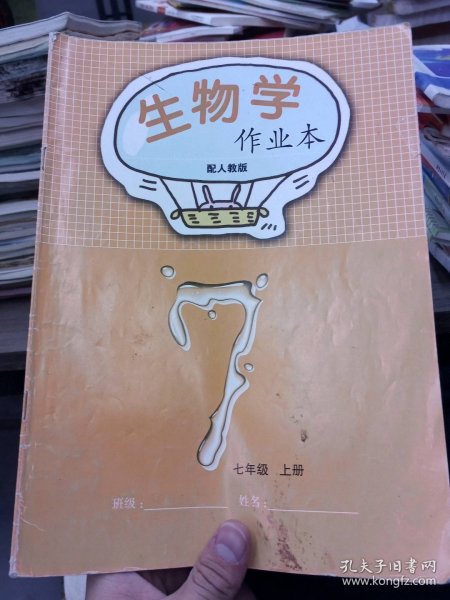 生物学
作业本
配人教版
7
七年级 上册
班级：
姓名：
孔夫子旧书网
www.kongfz.com